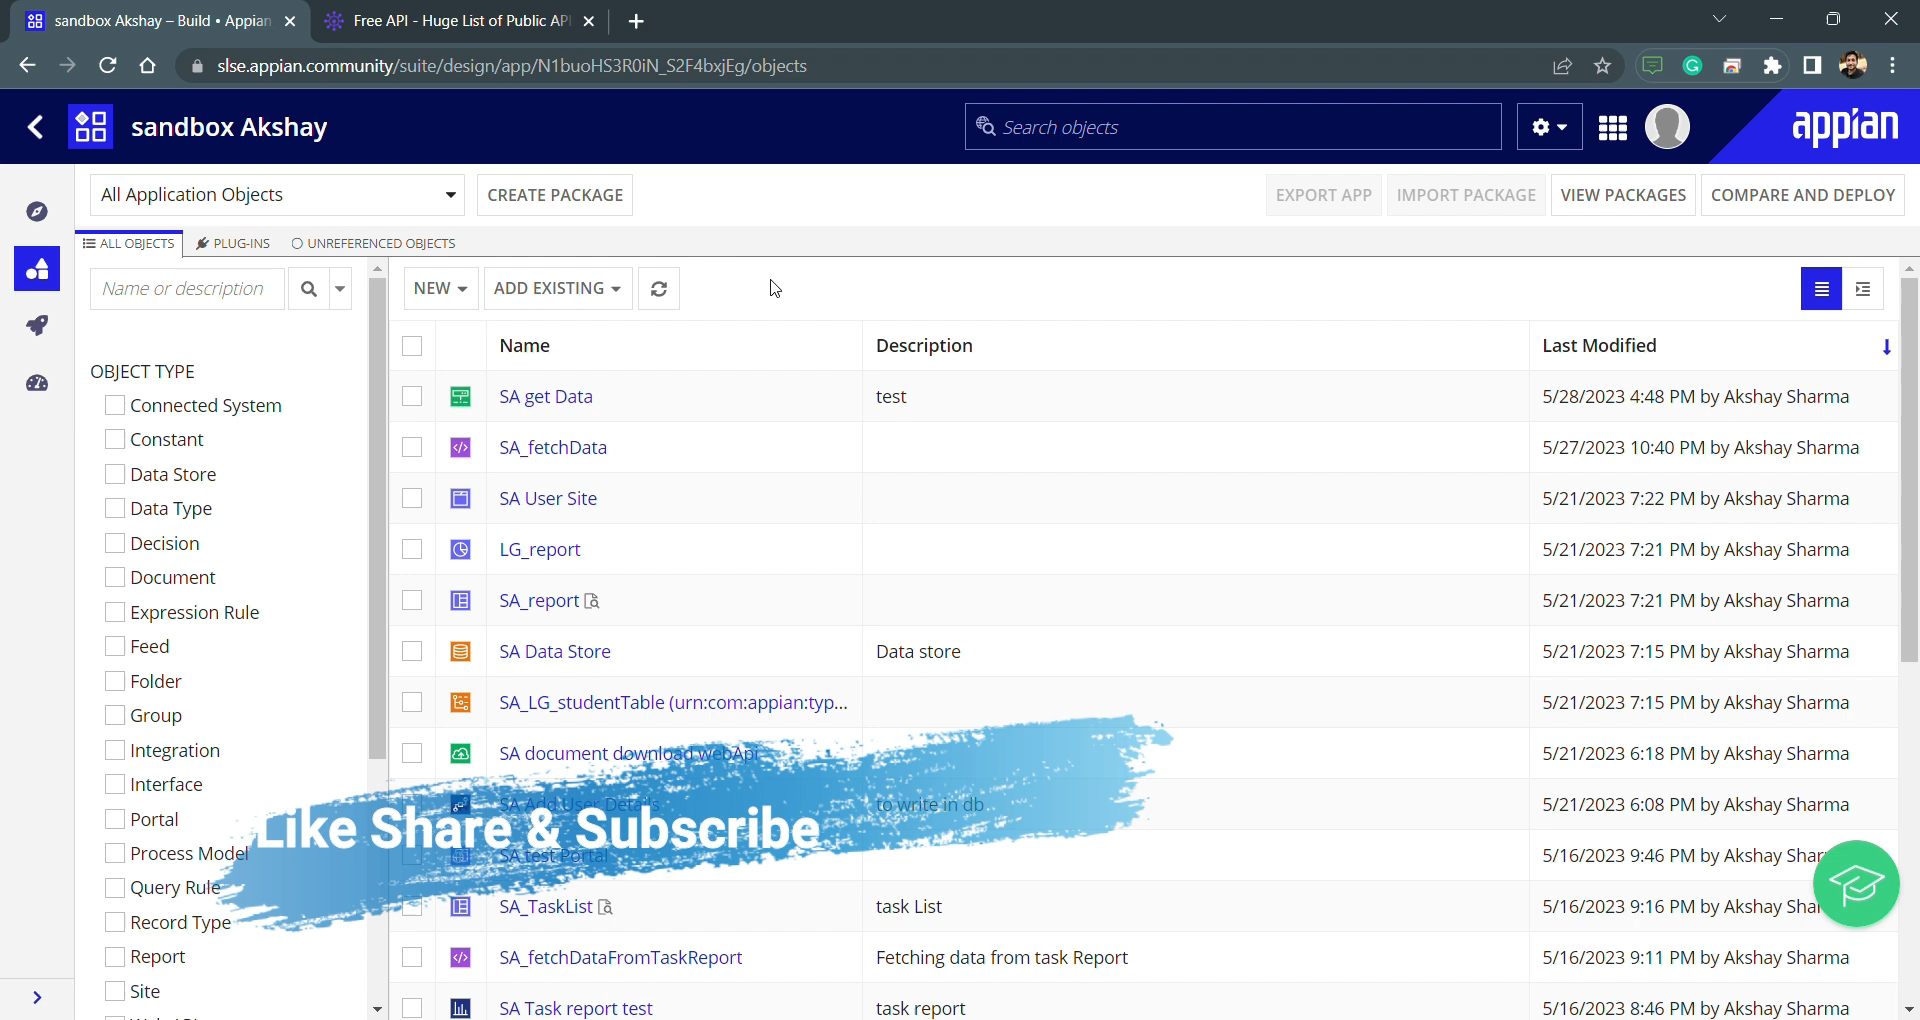 sandbox Akshay – Build • Appian
Free API - Huge List of Public AP
slse.appian.community/suite/design/app/N1buoHS3R0iN_S2F4bxjEg/objects
sandbox Akshay
Search objects
appian
All Application Objects
CREATE PACKAGE
EXPORT APP
IMPORT PACKAGE
VIEW PACKAGES
COMPARE AND DEPLOY
ALL OBJECTS
PLUG-INS
UNREFERENCED OBJECTS
Name or description
NEW
ADD EXISTING
OBJECT TYPE
Connected System
Constant
Data Store
Data Type
Decision
Document
Expression Rule
Feed
Folder
Group
Integration
Interface
Portal
Process Model
Query Rule
Record Type
Report
Site
Name Description Last Modified
SA get Data test 5/28/2023 4:48 PM by Akshay Sharma
SA_fetchData 5/27/2023 10:40 PM by Akshay Sharma
SA User Site 5/21/2023 7:22 PM by Akshay Sharma
LG_report 5/21/2023 7:21 PM by Akshay Sharma
SA_report 5/21/2023 7:21 PM by Akshay Sharma
SA Data Store Data store 5/21/2023 7:15 PM by Akshay Sharma
SA_LG_studentTable (urn:com:appian:typ... 5/21/2023 7:15 PM by Akshay Sharma
SA document download webApi 5/21/2023 6:18 PM by Akshay Sharma
SA Add User Details to write in db 5/21/2023 6:08 PM by Akshay Sharma
Like Share & Subscribe
SA test Portal 5/16/2023 9:46 PM by Akshay Shar
SA_TaskList task List 5/16/2023 9:16 PM by Akshay Shar
SA_fetchDataFromTaskReport Fetching data from task Report 5/16/2023 9:11 PM by Akshay Sharma
SA Task report test task report 5/16/2023 8:46 PM by Akshay Sharma